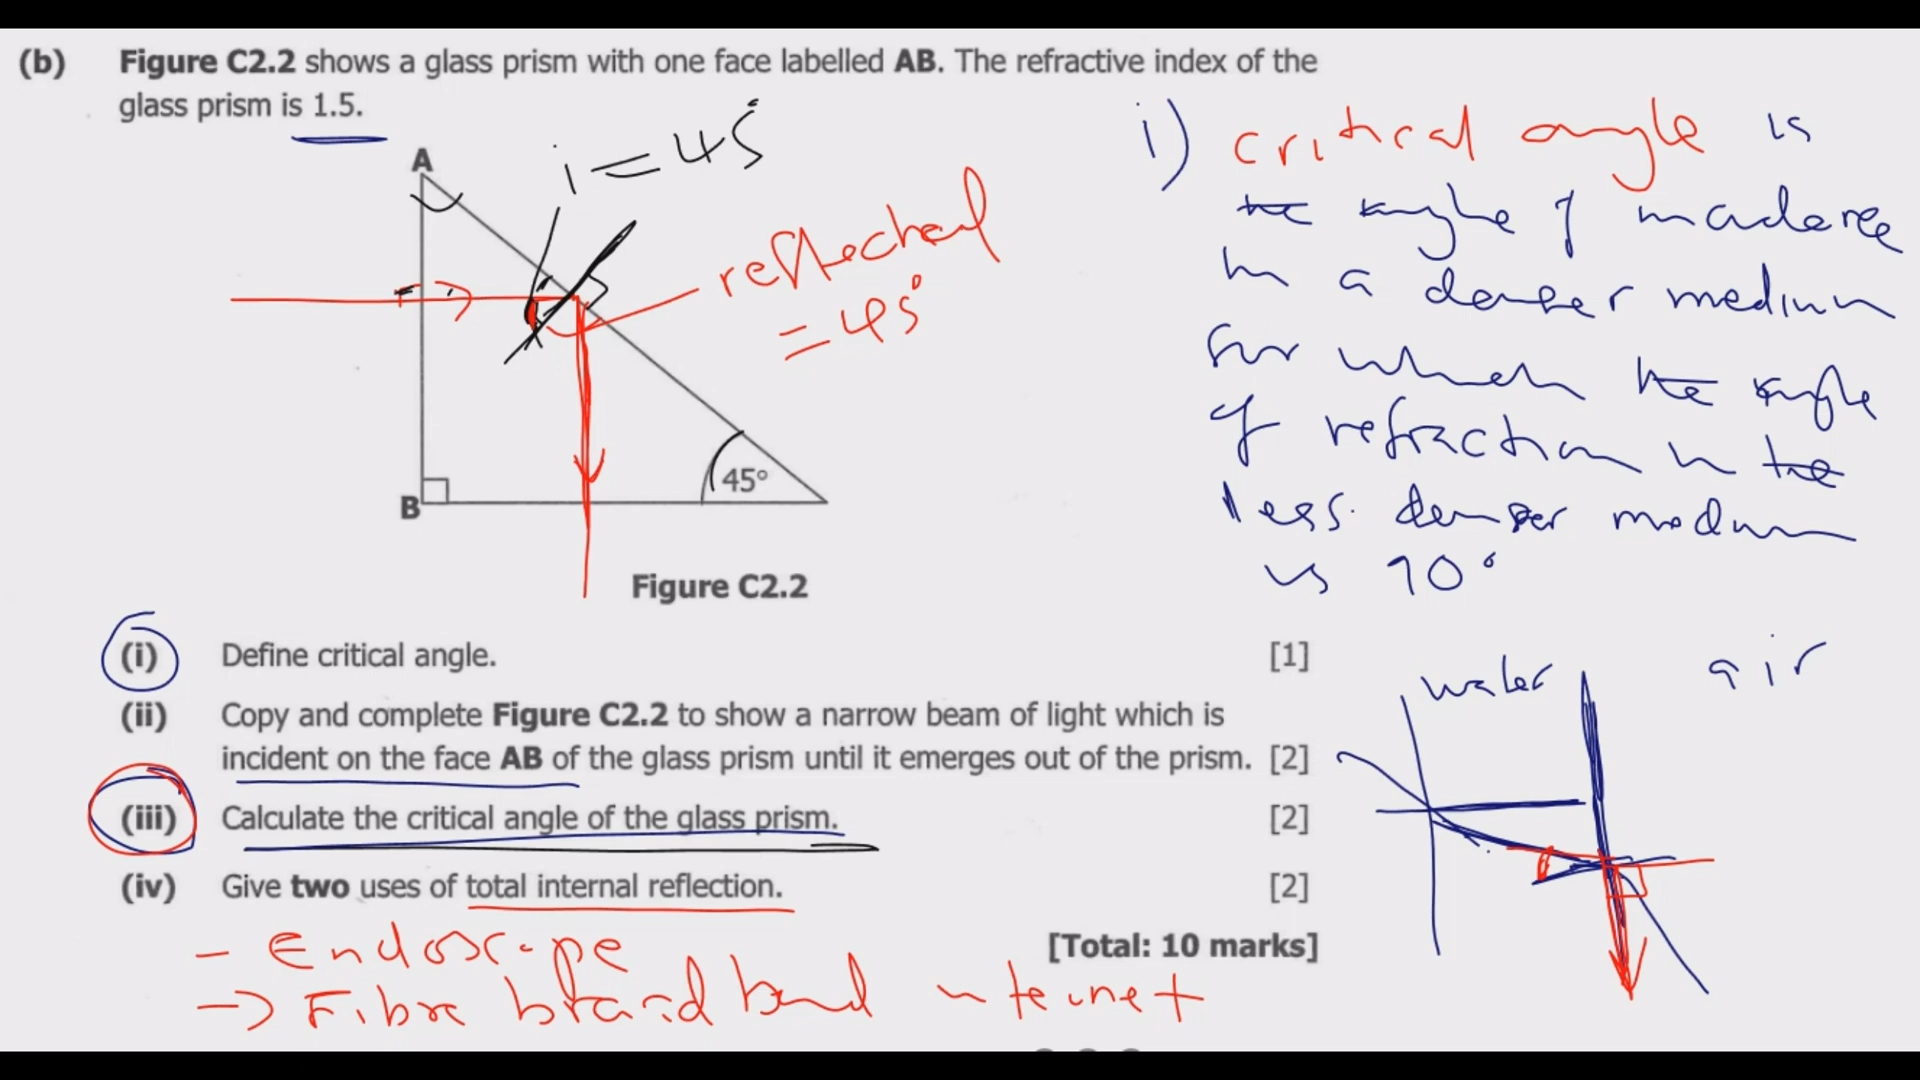 (b) Figure C2.2 shows a glass prism with one face labelled AB. The refractive index of the
glass prism is 1.5.
A
i = 45°
reflected
= 45°
45°
B
Figure C2.2
i) critical angle is
the angle of
in a denser medium
for which the angle
of refraction in the
less denser medium
is 90°
(i) Define critical angle. [1]
(ii) Copy and complete Figure C2.2 to show a narrow beam of light which is
incident on the face AB of the glass prism until it emerges out of the prism. [2]
(iii) Calculate the critical angle of the glass prism. [2]
(iv) Give two uses of total internal reflection. [2]
[Total: 10 marks]
water air
- Endoscope
-> Fibre broad band internet